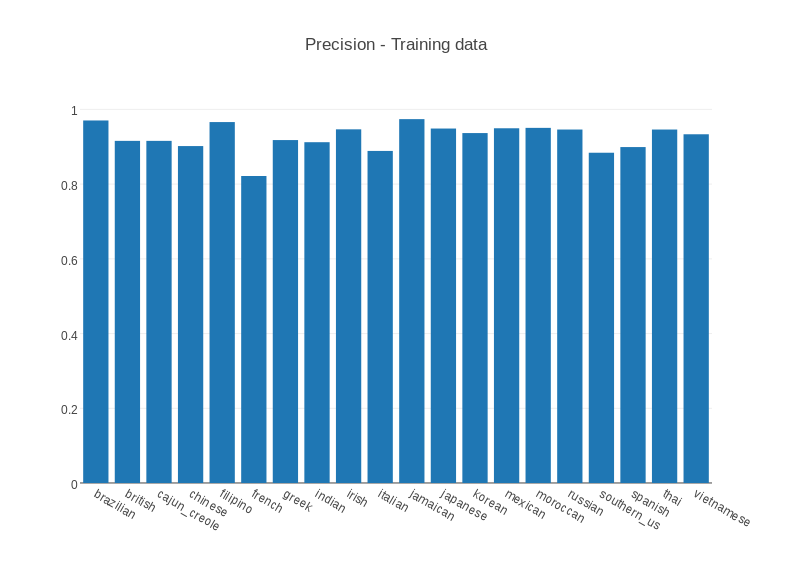 Precision - Training data
1
0.8
0.6
0.4
0.2
0
brazilian
british
cajun_creole
chinese
filipino
french
greek
indian
irish
italian
jamaican
japanese
korean
mexican
moroccan
russian
southern_us
spanish
thai
vietnamese